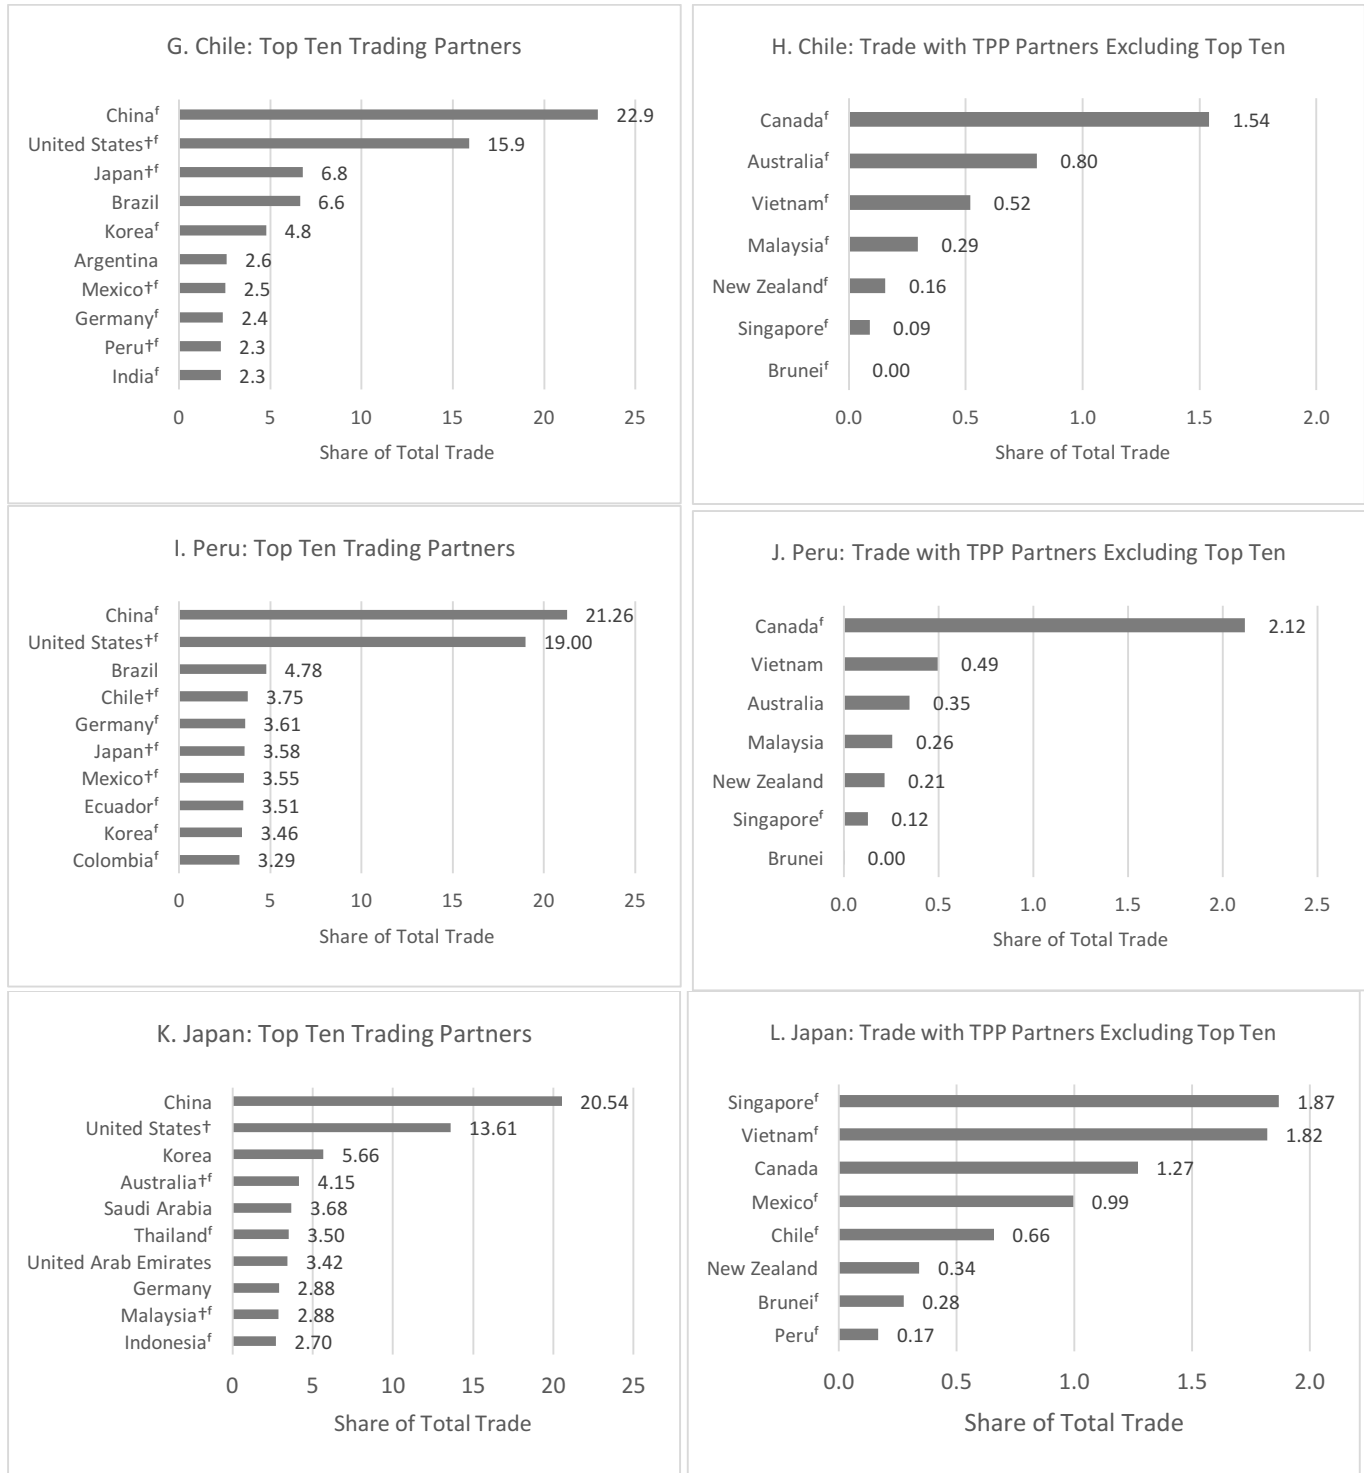 G. Chile: Top Ten Trading Partners
Chinaᶠ 22.9
United States†ᶠ 15.9
Japan†ᶠ 6.8
Brazil 6.6
Koreaᶠ 4.8
Argentina 2.6
Mexico†ᶠ 2.5
Germanyᶠ 2.4
Peru†ᶠ 2.3
Indiaᶠ 2.3
0 5 10 15 20 25
Share of Total Trade
H. Chile: Trade with TPP Partners Excluding Top Ten
Canadaᶠ 1.54
Australiaᶠ 0.80
Vietnamᶠ 0.52
Malaysiaᶠ 0.29
New Zealandᶠ 0.16
Singaporeᶠ 0.09
Bruneiᶠ 0.00
0.0 0.5 1.0 1.5 2.0
Share of Total Trade
I. Peru: Top Ten Trading Partners
Chinaᶠ 21.26
United States†ᶠ 19.00
Brazil 4.78
Chile†ᶠ 3.75
Germanyᶠ 3.61
Japan†ᶠ 3.58
Mexico†ᶠ 3.55
Ecuadorᶠ 3.51
Koreaᶠ 3.46
Colombiaᶠ 3.29
0 5 10 15 20 25
Share of Total Trade
J. Peru: Trade with TPP Partners Excluding Top Ten
Canadaᶠ 2.12
Vietnam 0.49
Australia 0.35
Malaysia 0.26
New Zealand 0.21
Singaporeᶠ 0.12
Brunei 0.00
0.0 0.5 1.0 1.5 2.0 2.5
Share of Total Trade
K. Japan: Top Ten Trading Partners
China 20.54
United States† 13.61
Korea 5.66
Australia†ᶠ 4.15
Saudi Arabia 3.68
Thailandᶠ 3.50
United Arab Emirates 3.42
Germany 2.88
Malaysia†ᶠ 2.88
Indonesiaᶠ 2.70
0 5 10 15 20 25
Share of Total Trade
L. Japan: Trade with TPP Partners Excluding Top Ten
Singaporeᶠ 1.87
Vietnamᶠ 1.82
Canada 1.27
Mexicoᶠ 0.99
Chileᶠ 0.66
New Zealand 0.34
Bruneiᶠ 0.28
Peruᶠ 0.17
0.0 0.5 1.0 1.5 2.0
Share of Total Trade